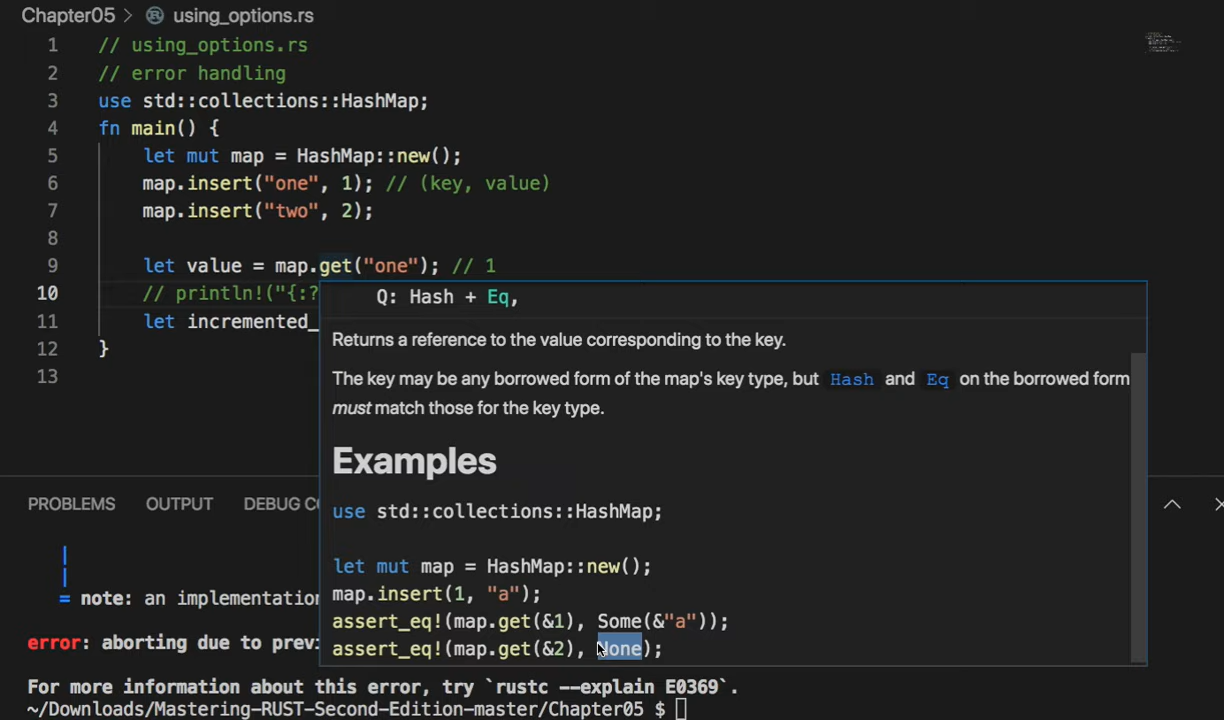 Chapter05 > using_options.rs
1 // using_options.rs
2 // error handling
3 use std::collections::HashMap;
4 fn main() {
5 let mut map = HashMap::new();
6 map.insert("one", 1); // (key, value)
7 map.insert("two", 2);
8
9 let value = map.get("one"); // 1
10 // println!("{:?
11 let incremented_
12 }
13
Q: Hash + Eq,
Returns a reference to the value corresponding to the key.
The key may be any borrowed form of the map's key type, but Hash and Eq on the borrowed form
must match those for the key type.
Examples
use std::collections::HashMap;
let mut map = HashMap::new();
map.insert(1, "a");
assert_eq!(map.get(&1), Some(&"a"));
assert_eq!(map.get(&2), None);
PROBLEMS OUTPUT DEBUG CO
|
|
= note: an implementation
error: aborting due to previ
For more information about this error, try `rustc --explain E0369`.
~/Downloads/Mastering-RUST-Second-Edition-master/Chapter05 $